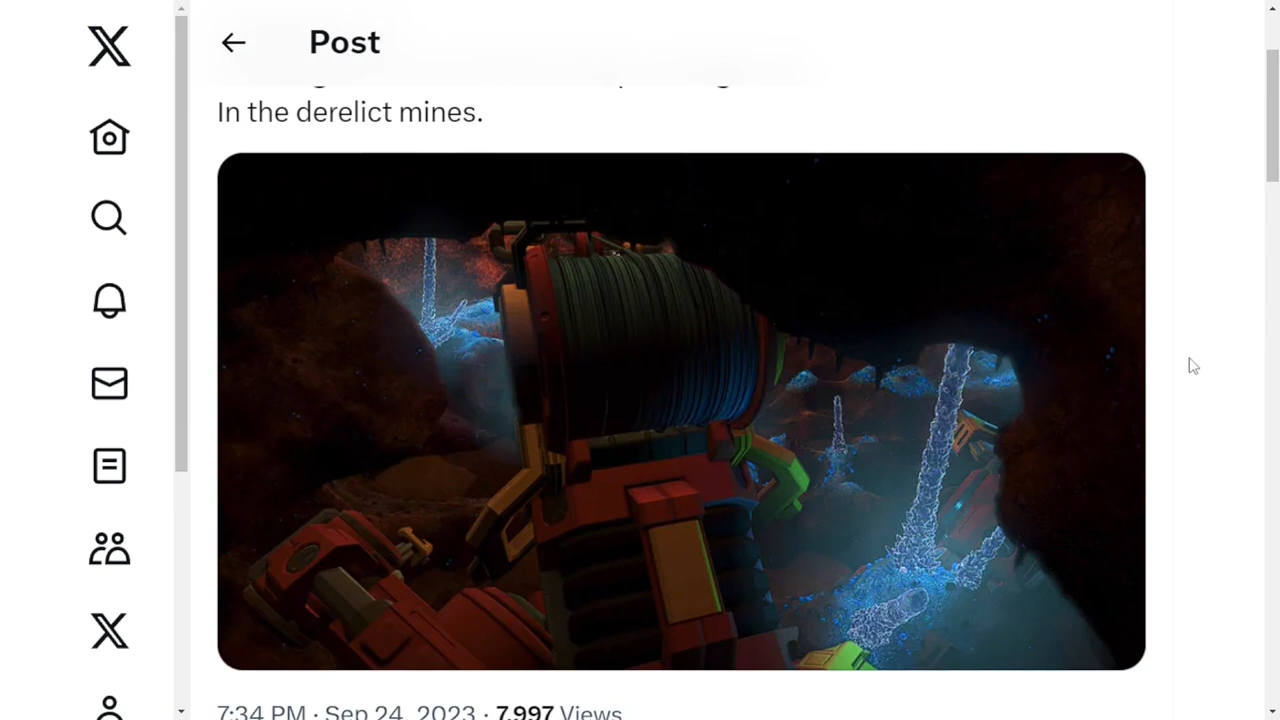 Post
In the derelict mines.
7:34 PM · Sep 24, 2023 · 7,997 Views